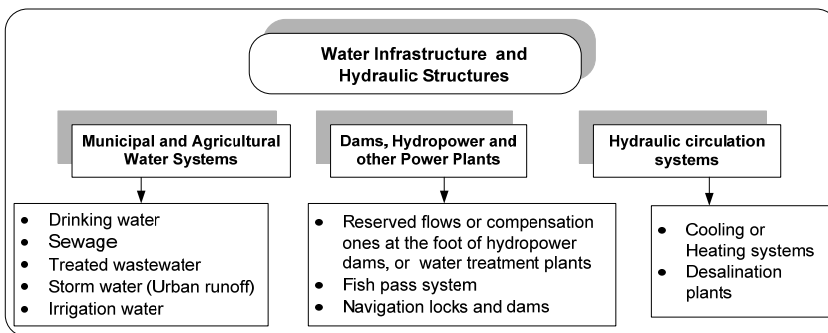 Water Infrastructure and
Hydraulic Structures
Municipal and Agricultural
Water Systems
Dams, Hydropower and
other Power Plants
Hydraulic circulation
systems
• Drinking water
• Sewage
• Treated wastewater
• Storm water (Urban runoff)
• Irrigation water
• Reserved flows or compensation
ones at the foot of hydropower
dams, or water treatment plants
• Fish pass system
• Navigation locks and dams
• Cooling or
Heating systems
• Desalination
plants